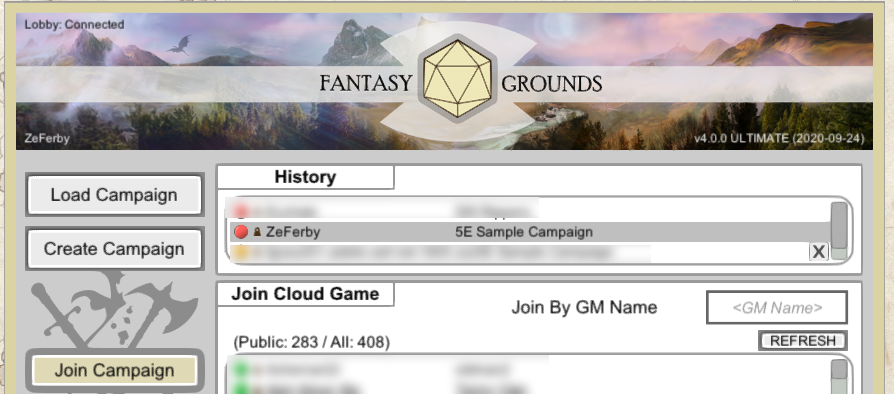 Lobby: Connected
FANTASY GROUNDS
ZeFerby v4.0.0 ULTIMATE (2020-09-24)
Load Campaign
History
ZeFerby 5E Sample Campaign
Create Campaign
X
Join Cloud Game
Join By GM Name <GM Name>
(Public: 283 / All: 408) REFRESH
Join Campaign